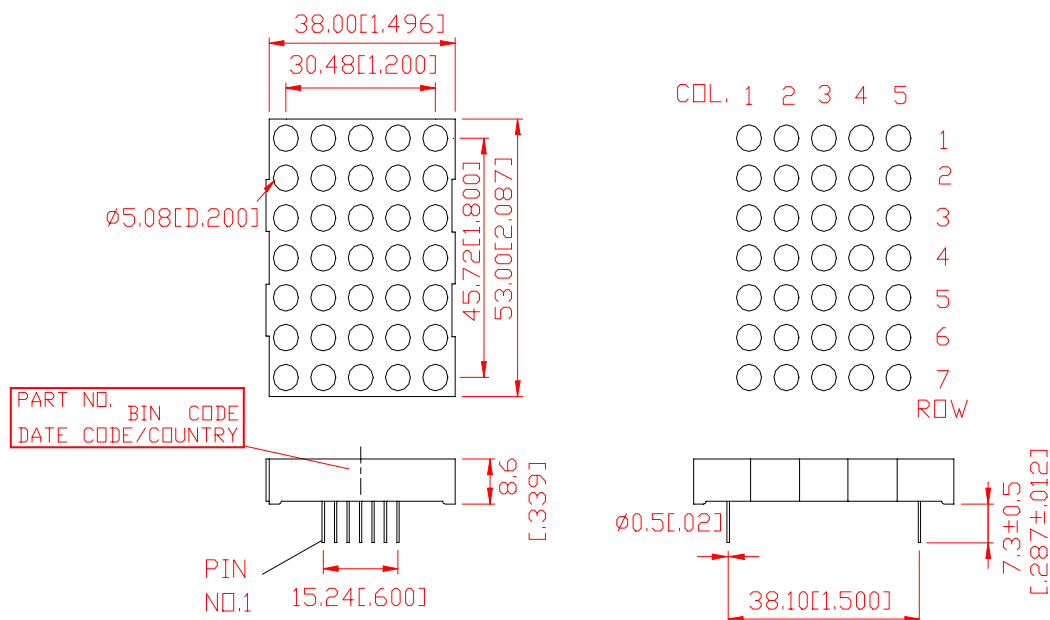 38.00[1.496]
30.48[1.200]
Ø5.08[D.200]
45.72[1.800]
53.00[2.087]
COL. 1 2 3 4 5
1
2
3
4
5
6
7
ROW
PART NO. BIN CODE
DATE CODE/COUNTRY
8.6
[.339]
PIN
NO.1
15.24[.600]
Ø0.5[.02]
7.3±0.5
[.287±.012]
38.10[1.500]